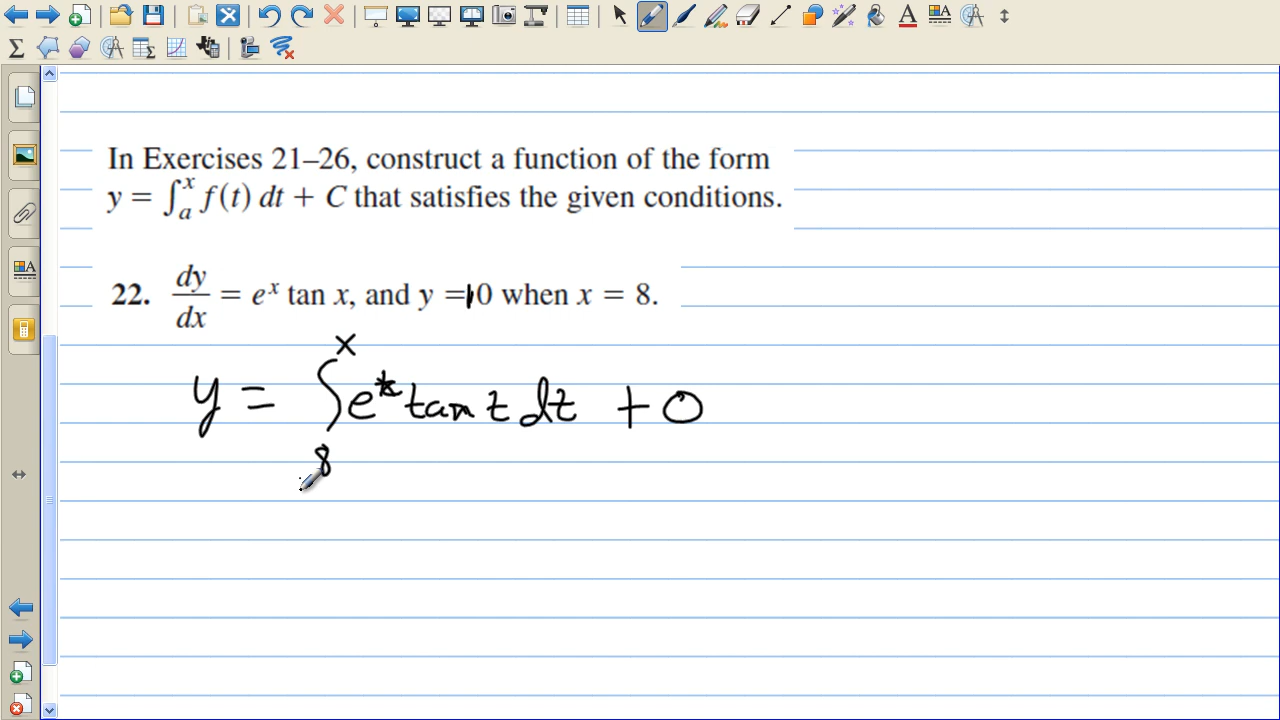 In Exercises 21–26, construct a function of the form
y = ∫ₐˣ f(t) dt + C that satisfies the given conditions.
22. dy/dx = eˣ tan x, and y = 10 when x = 8.
y = ∫₈ˣ eᵗ tan t dt + 0